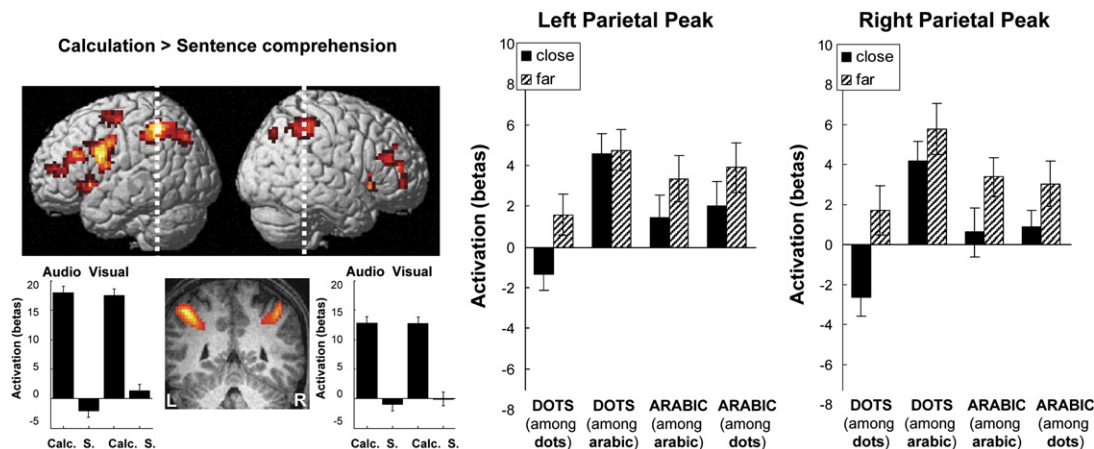 Calculation > Sentence comprehension
Audio Visual
Activation (betas)
20
15
10
5
0
-5
Calc. S. Calc. S.
L
R
Audio Visual
Activation (betas)
20
15
10
5
0
-5
Calc. S. Calc. S.
Left Parietal Peak
close
far
Activation (betas)
10
8
6
4
2
0
-2
-4
-6
-8
DOTS DOTS ARABIC ARABIC
(among (among (among (among
dots) arabic) arabic) dots)
Right Parietal Peak
close
far
Activation (betas)
10
8
6
4
2
0
-2
-4
-6
-8
DOTS DOTS ARABIC ARABIC
(among (among (among (among
dots) arabic) arabic) dots)